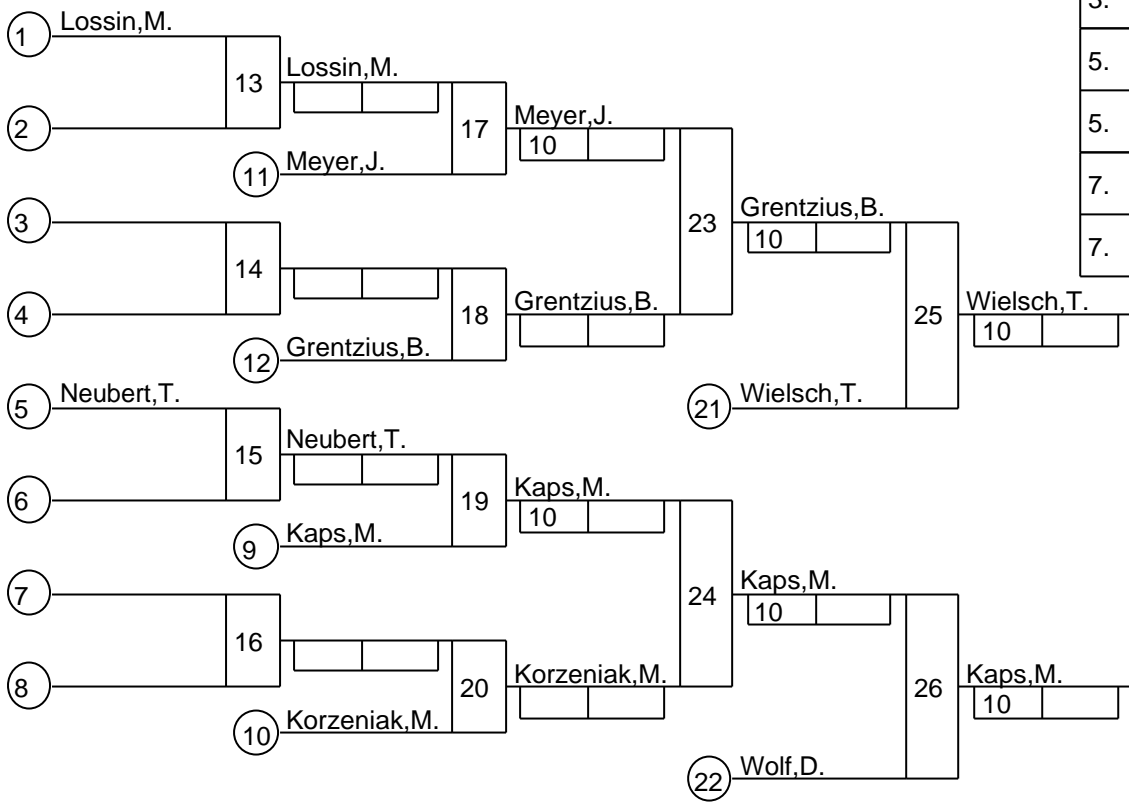 3.
1 Lossin,M.
5.
13 Lossin,M.
2
17 Meyer,J.
10
5.
11 Meyer,J.
7.
3
23 Grentzius,B.
10
7.
14
4
18 Grentzius,B.
25 Wielsch,T.
10
12 Grentzius,B.
5 Neubert,T.
21 Wielsch,T.
15 Neubert,T.
6
19 Kaps,M.
10
9 Kaps,M.
7
24 Kaps,M.
10
16
8
20 Korzeniak,M.
26 Kaps,M.
10
10 Korzeniak,M.
22 Wolf,D.